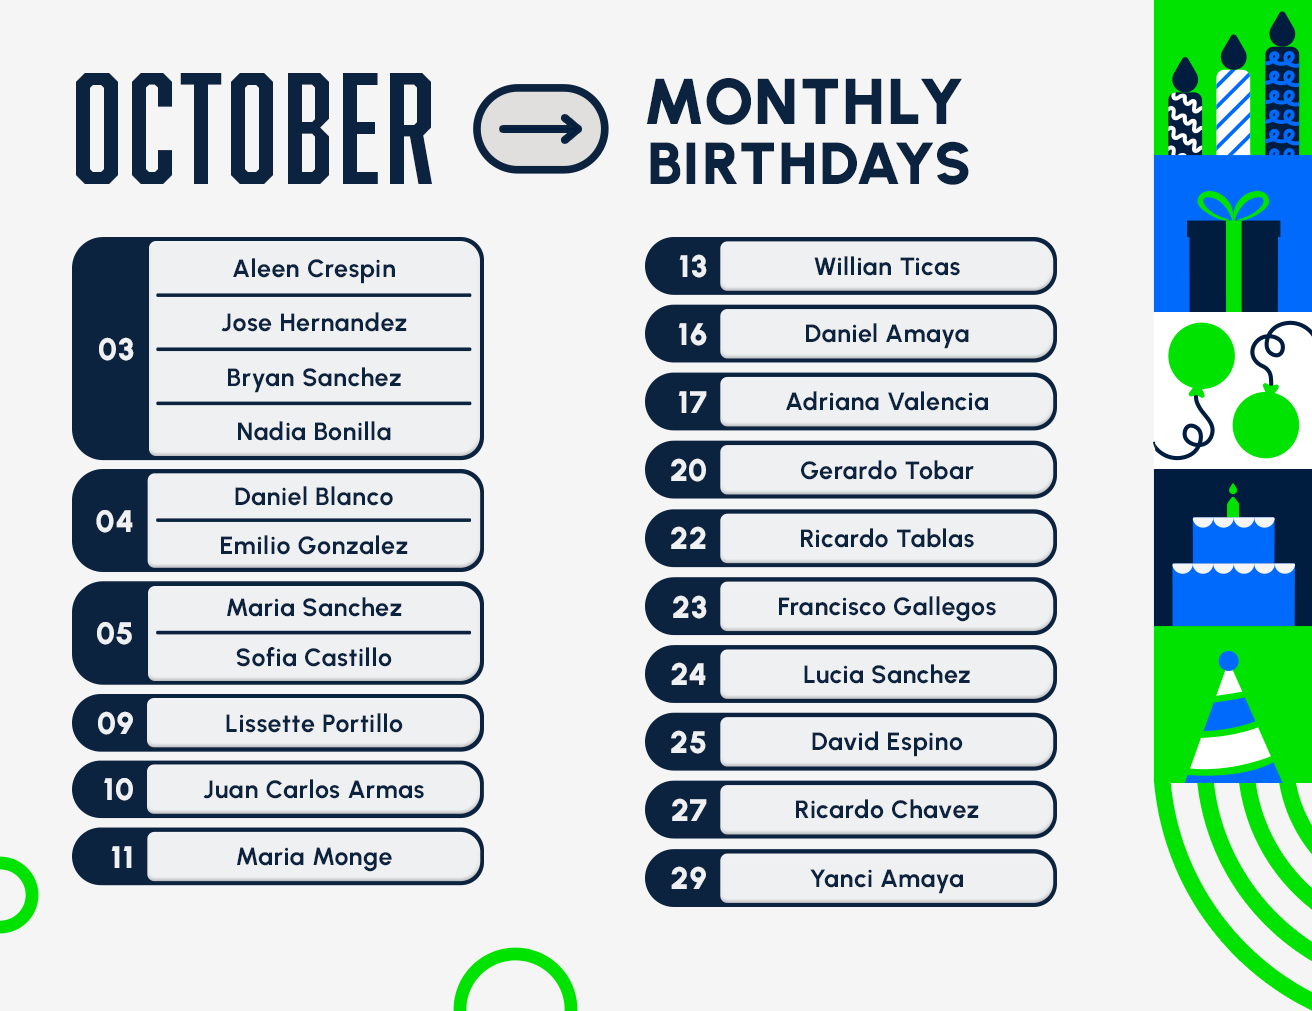 OCTOBER
MONTHLY
BIRTHDAYS
03
Aleen Crespin
Jose Hernandez
Bryan Sanchez
Nadia Bonilla
04
Daniel Blanco
Emilio Gonzalez
05
Maria Sanchez
Sofia Castillo
09 Lissette Portillo
10 Juan Carlos Armas
11 Maria Monge
13 Willian Ticas
16 Daniel Amaya
17 Adriana Valencia
20 Gerardo Tobar
22 Ricardo Tablas
23 Francisco Gallegos
24 Lucia Sanchez
25 David Espino
27 Ricardo Chavez
29 Yanci Amaya